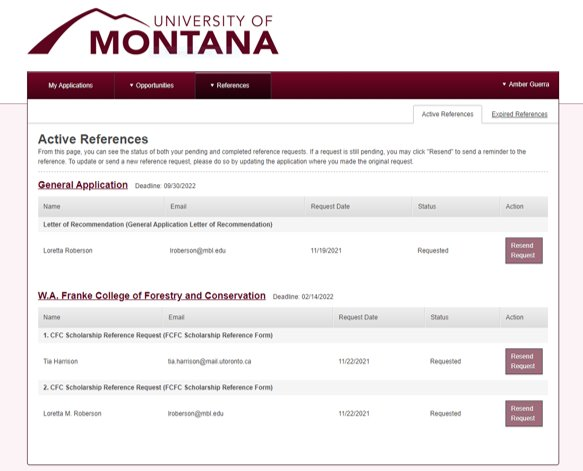 UNIVERSITY OF
MONTANA
My Applications ▼ Opportunities ▼ References ▼ Amber Guerra
Active References Expired References
Active References
From this page, you can see the status of both your pending and completed reference requests. If a request is still pending, you may click "Resend" to send a reminder to the
reference. To update or send a new reference request, please do so by updating the application where you made the original request.
General Application Deadline: 09/30/2022
Name Email Request Date Status Action
Letter of Recommendation (General Application Letter of Recommendation)
Loretta Roberson lroberson@mbl.edu 11/19/2021 Requested Resend Request
W.A. Franke College of Forestry and Conservation Deadline: 02/14/2022
Name Email Request Date Status Action
1. CFC Scholarship Reference Request (FCFC Scholarship Reference Form)
Tia Harrison tia.harrison@mail.utoronto.ca 11/22/2021 Requested Resend Request
2. CFC Scholarship Reference Request (FCFC Scholarship Reference Form)
Loretta M. Roberson lroberson@mbl.edu 11/22/2021 Requested Resend Request